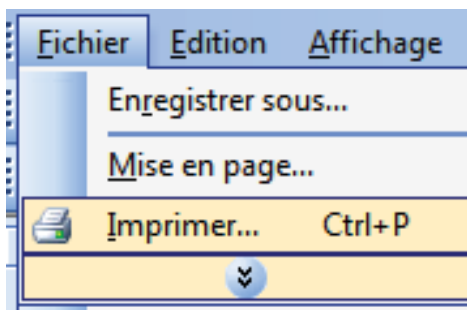 Fichier Edition Affichage
Enregistrer sous...
Mise en page...
Imprimer... Ctrl+P